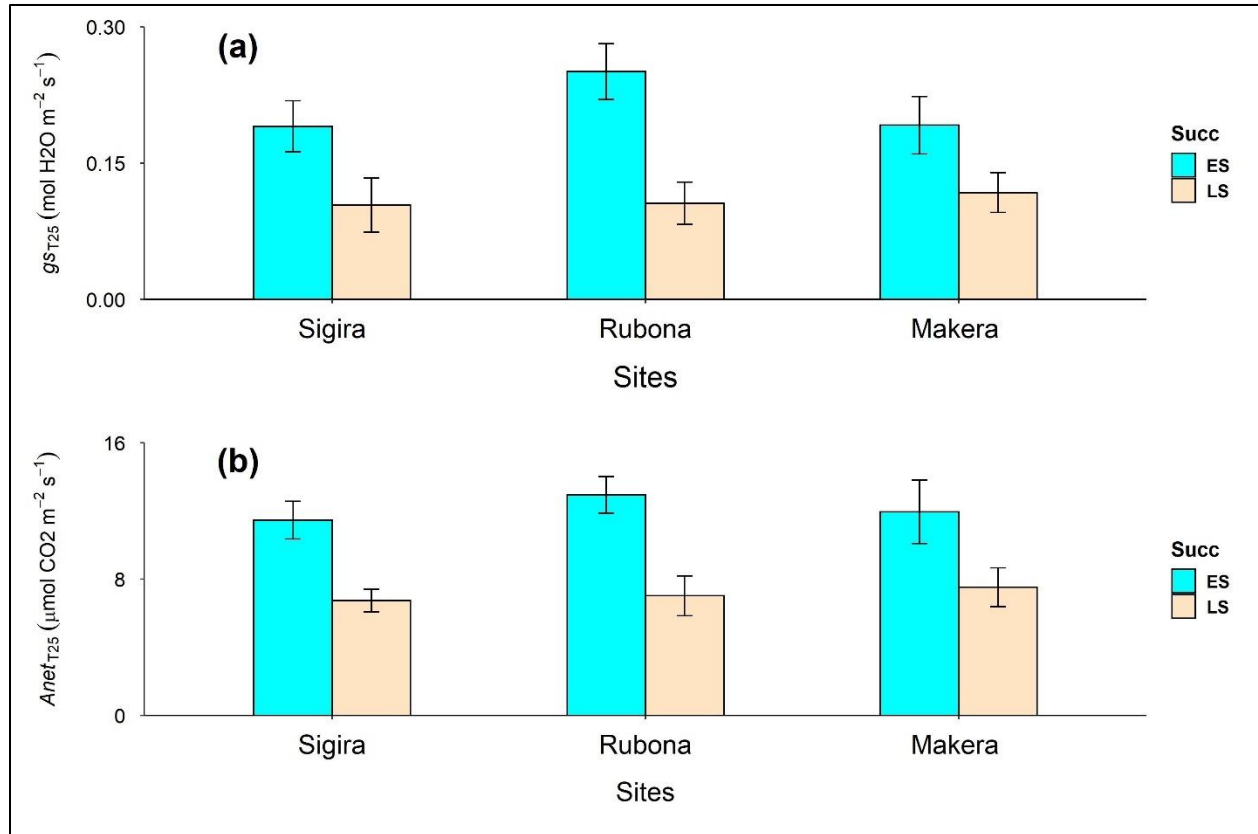 (a)
0.30
0.15
0.00
gsT25 (mol H2O m−2 s−1)
Sigira Rubona Makera
Sites
Succ
ES
LS
(b)
16
8
0
AnetT25 (μmol CO2 m−2 s−1)
Sigira Rubona Makera
Sites
Succ
ES
LS